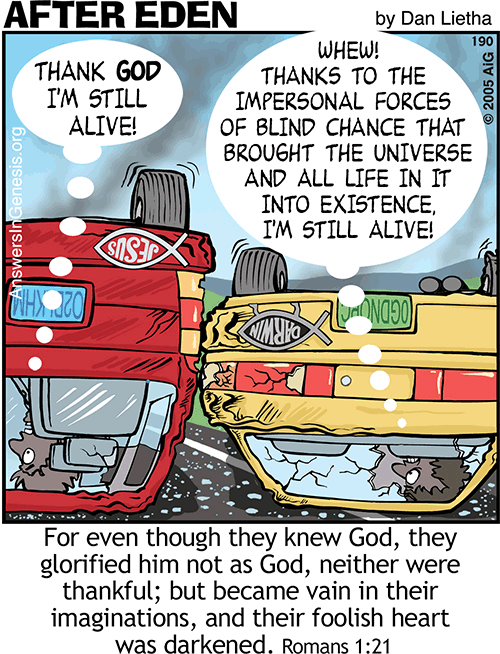 AFTER EDEN
by Dan Lietha
190
© 2005 AiG
THANK GOD
I'M STILL
ALIVE!
WHEW!
THANKS TO THE
IMPERSONAL FORCES
OF BLIND CHANCE THAT
BROUGHT THE UNIVERSE
AND ALL LIFE IN IT
INTO EXISTENCE,
I'M STILL ALIVE!
AnswersInGenesis.org
JESUS
DARWIN
For even though they knew God, they
glorified him not as God, neither were
thankful; but became vain in their
imaginations, and their foolish heart
was darkened. Romans 1:21